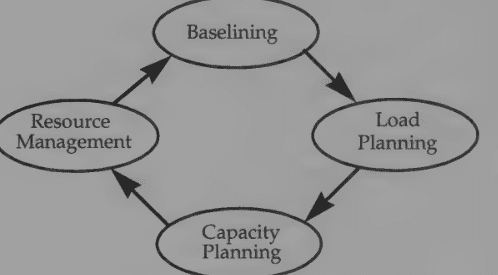 Baselining
Load
Planning
Capacity
Planning
Resource
Management